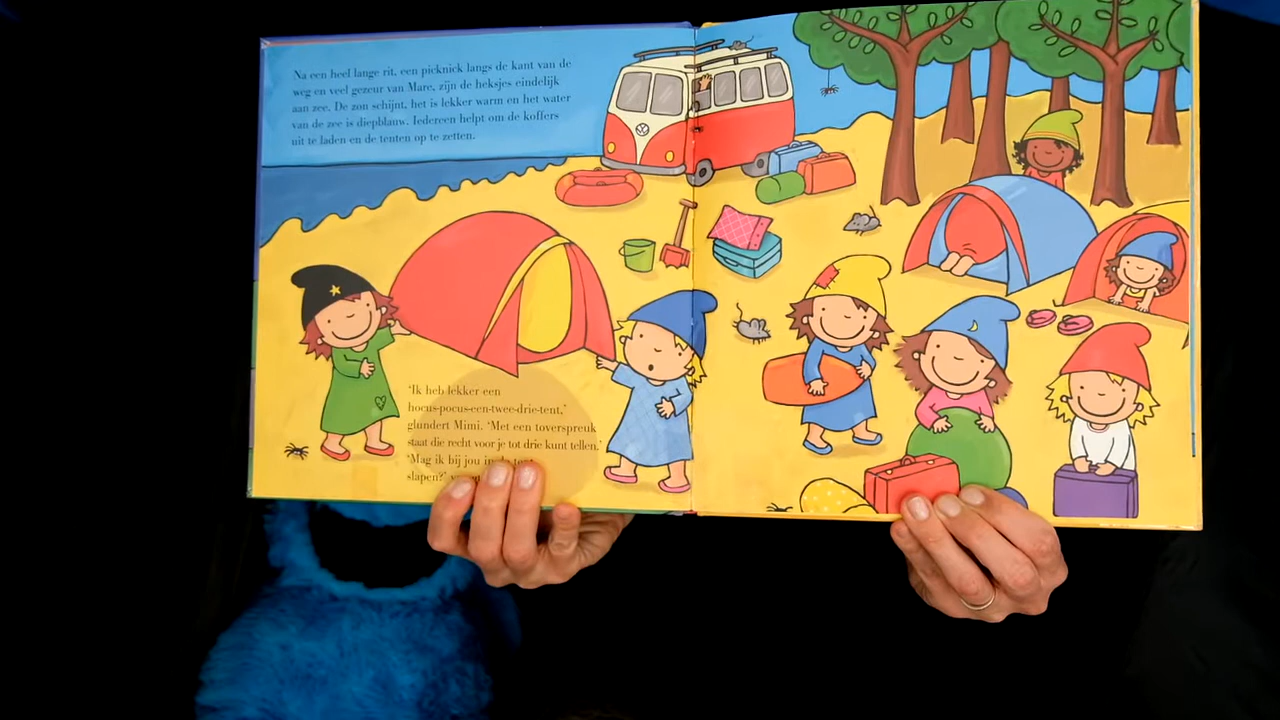 Na een heel lange rit, een picknick langs de kant van de
weg en veel gezeur van Mare, zijn de heksjes eindelijk
aan zee. De zon schijnt, het is lekker warm en het water
van de zee is diepblauw. Iedereen helpt om de koffers
uit te laden en de tenten op te zetten.
'Ik heb lekker een
hocus-pocus-een-twee-drie-tent,'
glundert Mimi. 'Met een toverspreuk
staat die recht voor je tot drie kunt tellen.'
'Mag ik bij jou in de tent
slapen?'